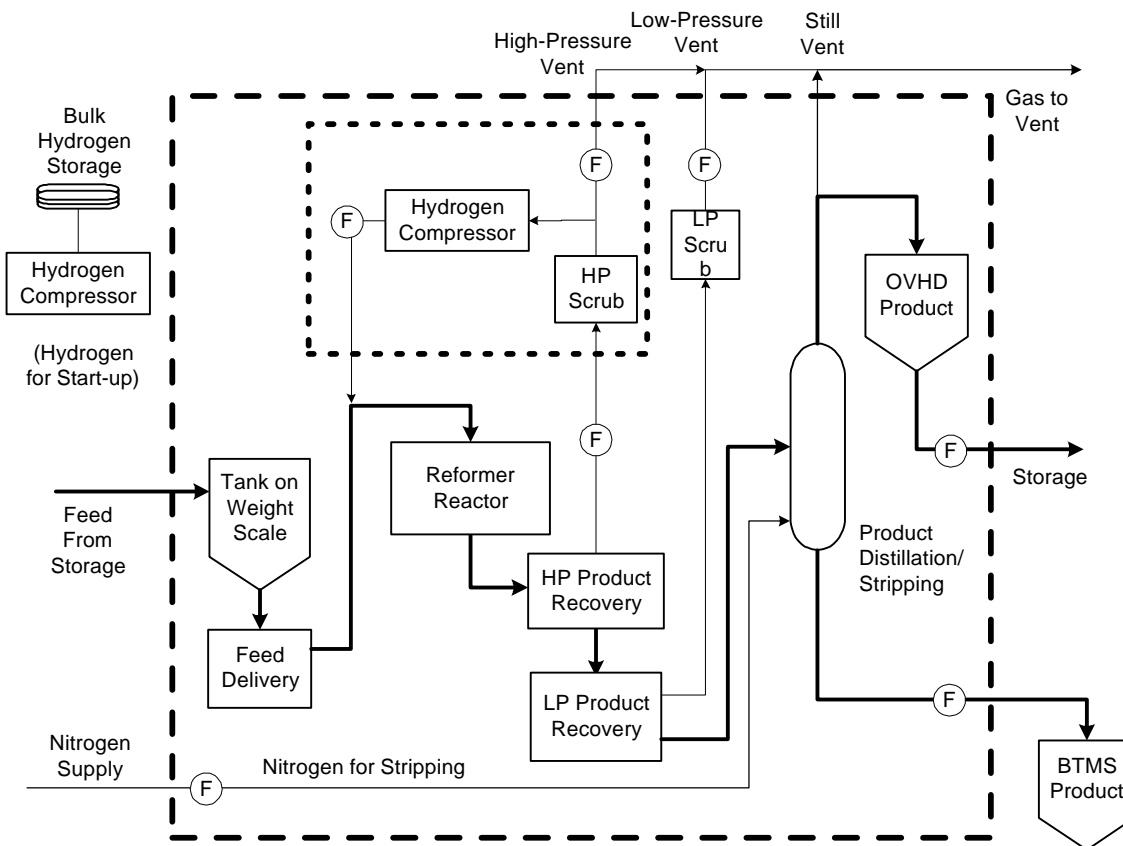 High-Pressure
Vent
Low-Pressure
Vent
Still
Vent
Gas to
Vent
Bulk
Hydrogen
Storage
Hydrogen
Compressor
(Hydrogen
for Start-up)
F
F
F
Hydrogen
Compressor
HP
Scrub
LP
Scru
b
OVHD
Product
F
F
Storage
Feed
From
Storage
Tank on
Weight
Scale
Reformer
Reactor
Product
Distillation/
Stripping
HP Product
Recovery
Feed
Delivery
LP Product
Recovery
F
Nitrogen
Supply
F
Nitrogen for Stripping
BTMS
Product